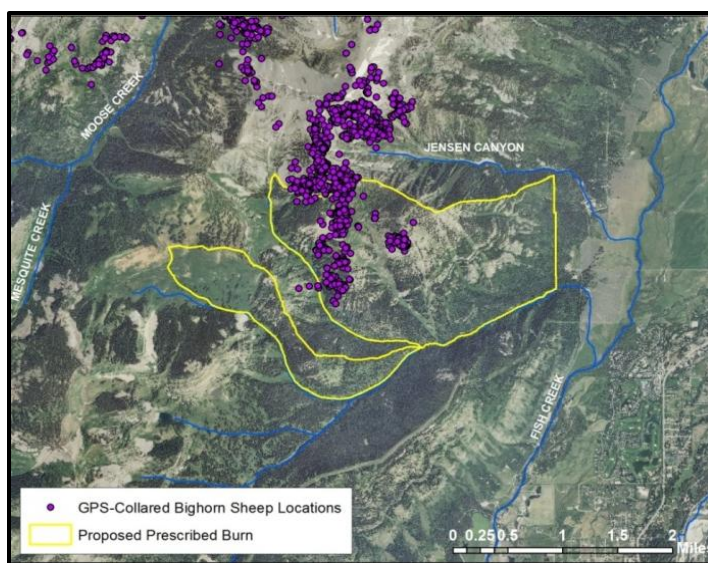 MOOSE CREEK
JENSEN CANYON
MESQUITE CREEK
FISH CREEK
GPS-Collared Bighorn Sheep Locations
Proposed Prescribed Burn
0 0.25 0.5 1 1.5 2
Miles